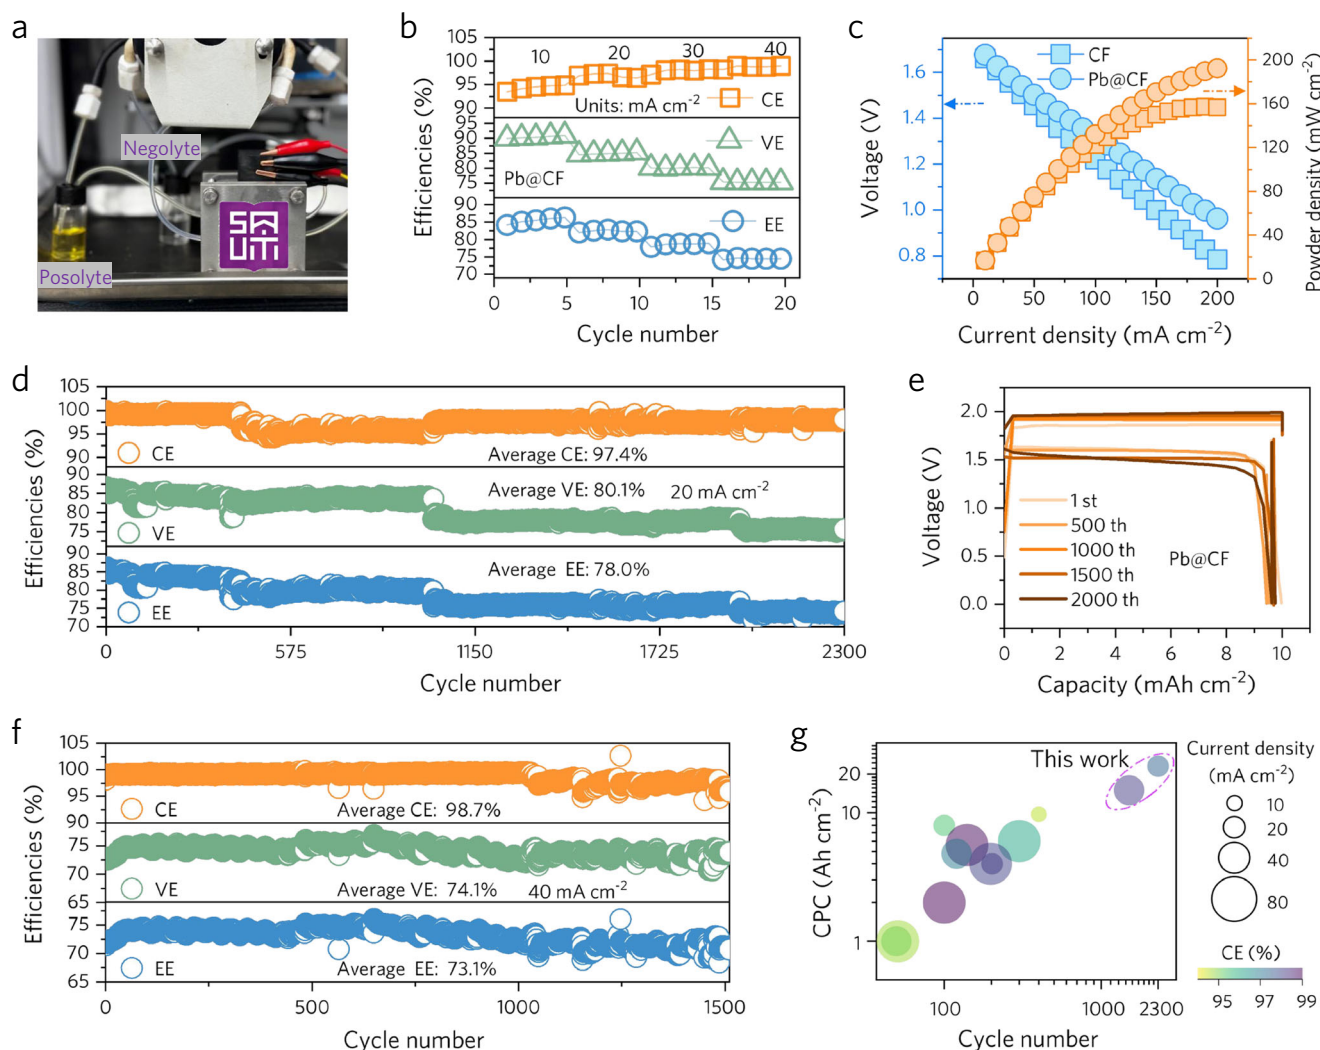 a
Negolyte
Posolyte
SUSTI
b
105
100
95
90
90
85
80
75
90
85
80
75
70
Efficiencies (%)
10 20 30 40
Units: mA cm⁻²
CE
VE
Pb@CF
EE
0 5 10 15 20
Cycle number
c
CF
Pb@CF
1.6
1.4
1.2
1.0
0.8
Voltage (V)
200
160
120
80
40
0
Powder density (mW cm⁻²)
0 50 100 150 200
Current density (mA cm⁻²)
d
105
100
95
90
90
85
80
75
90
85
80
75
70
Efficiencies (%)
CE
Average CE: 97.4%
Average VE: 80.1% 20 mA cm⁻²
VE
Average EE: 78.0%
EE
0 575 1150 1725 2300
Cycle number
e
2.0
1.5
1.0
0.5
0.0
Voltage (V)
1 st
500 th
1000 th
1500 th
2000 th
Pb@CF
0 2 4 6 8 10
Capacity (mAh cm⁻²)
f
105
100
95
90
75
65
75
70
65
Efficiencies (%)
CE
Average CE: 98.7%
VE
Average VE: 74.1% 40 mA cm⁻²
EE
Average EE: 73.1%
0 500 1000 1500
Cycle number
g
This work
20
10
1
CPC (Ah cm⁻²)
100 1000 2300
Cycle number
Current density
(mA cm⁻²)
10
20
40
80
CE (%)
95 97 99